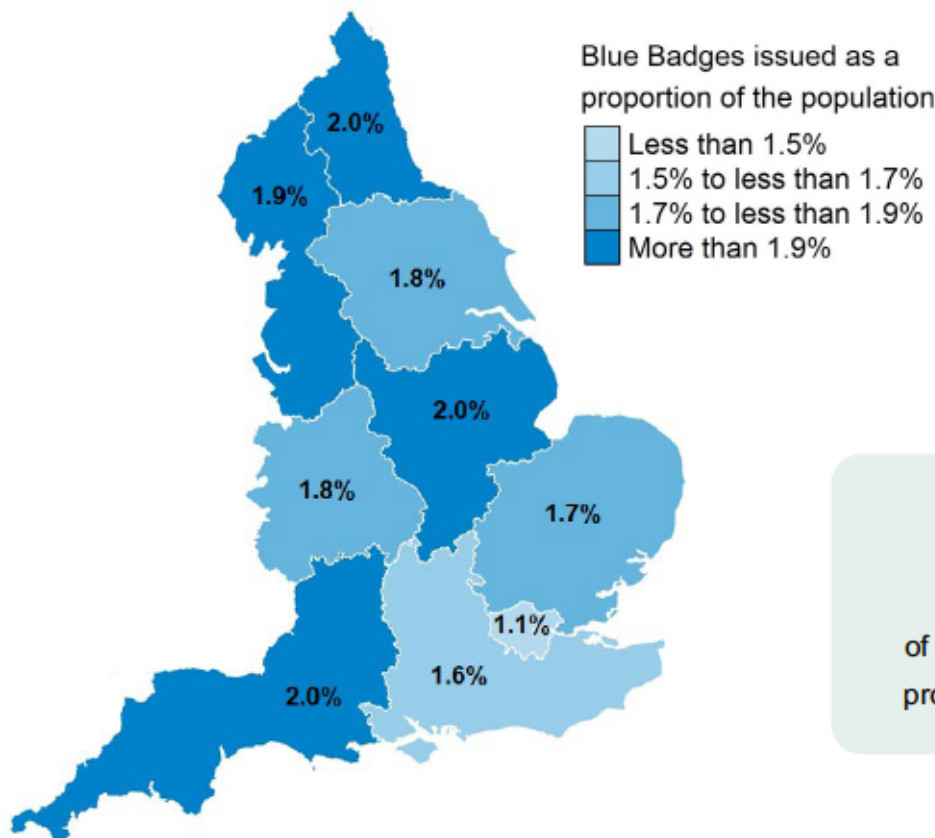 Blue Badges issued as a
proportion of the population
Less than 1.5%
1.5% to less than 1.7%
1.7% to less than 1.9%
More than 1.9%
2.0%
1.9%
1.8%
2.0%
1.8%
1.7%
1.1%
1.6%
2.0%
of
pro